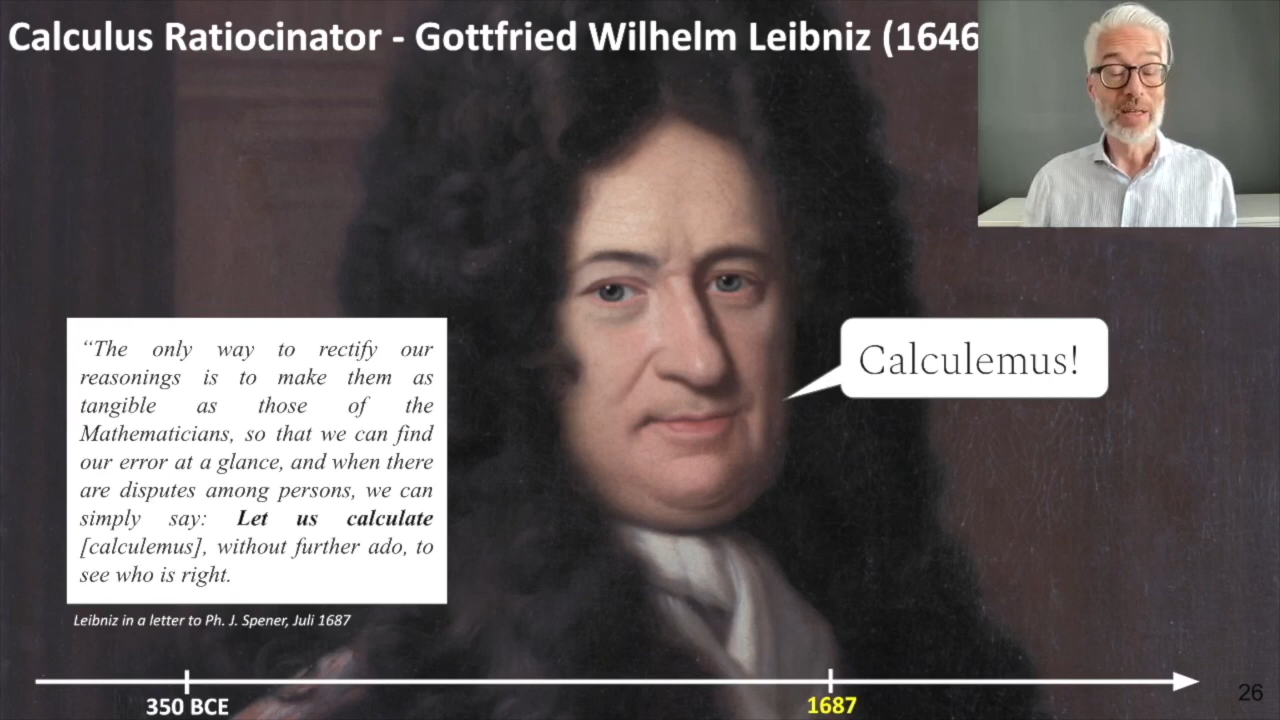 Calculus Ratiocinator - Gottfried Wilhelm Leibniz (1646
“The only way to rectify our
reasonings is to make them as
tangible as those of the
Mathematicians, so that we can find
our error at a glance, and when there
are disputes among persons, we can
simply say: Let us calculate
[calculemus], without further ado, to
see who is right.
Calculemus!
Leibniz in a letter to Ph. J. Spener, Juli 1687
350 BCE
1687
26